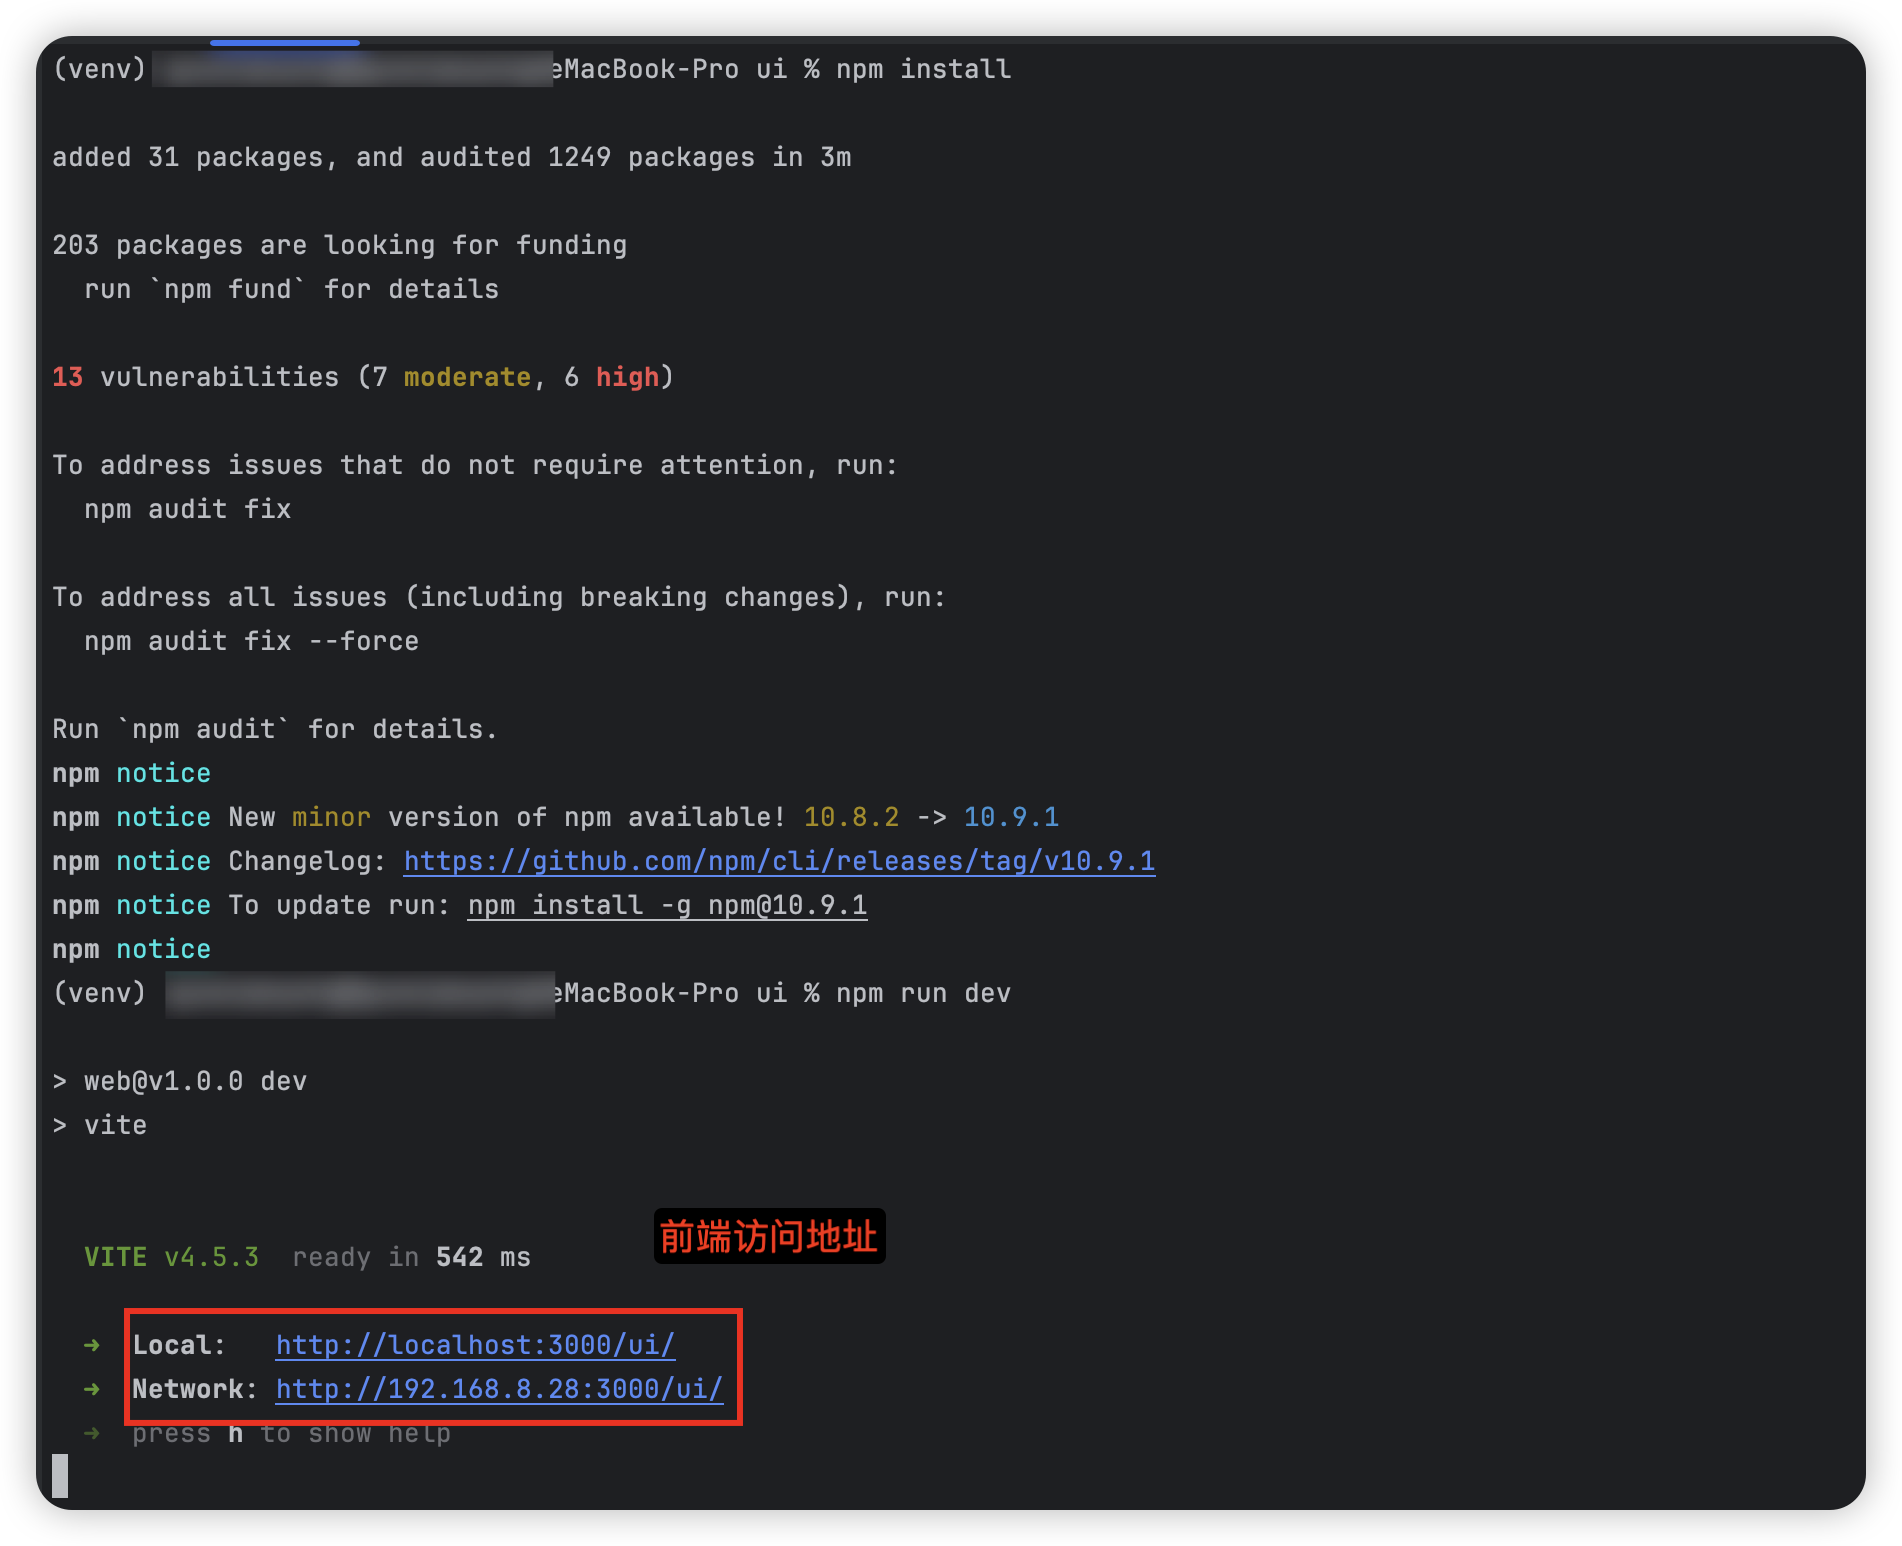 (venv) eMacBook-Pro ui % npm install
added 31 packages, and audited 1249 packages in 3m
203 packages are looking for funding
run `npm fund` for details
13 vulnerabilities (7 moderate, 6 high)
To address issues that do not require attention, run:
npm audit fix
To address all issues (including breaking changes), run:
npm audit fix --force
Run `npm audit` for details.
npm notice
npm notice New minor version of npm available! 10.8.2 -> 10.9.1
npm notice Changelog: https://github.com/npm/cli/releases/tag/v10.9.1
npm notice To update run: npm install -g npm@10.9.1
npm notice
(venv) eMacBook-Pro ui % npm run dev
> web@v1.0.0 dev
> vite
前端访问地址
VITE v4.5.3 ready in 542 ms
➜ Local: http://localhost:3000/ui/
➜ Network: http://192.168.8.28:3000/ui/
➜ press h to show help